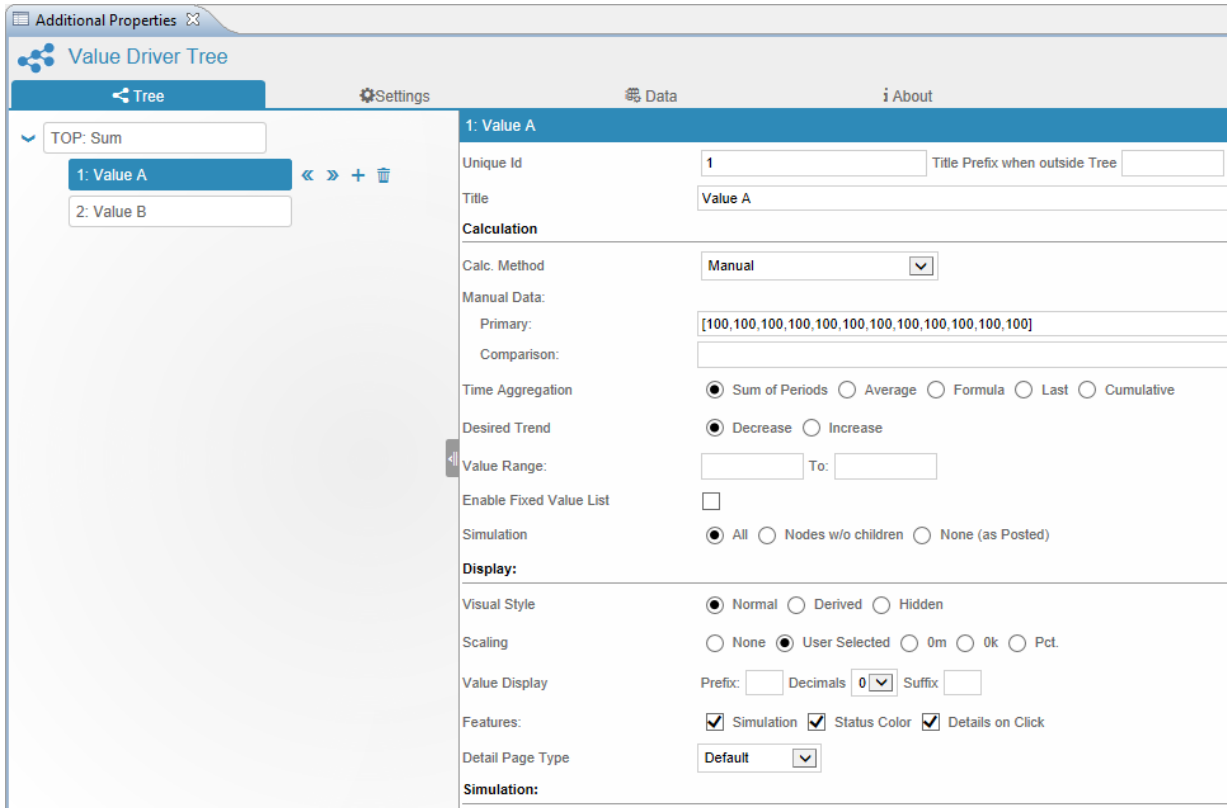 Additional Properties
Value Driver Tree
Tree Settings Data i About
TOP: Sum
1: Value A
2: Value B
1: Value A
Unique Id 1 Title Prefix when outside Tree
Title Value A
Calculation
Calc. Method Manual
Manual Data:
Primary: [100,100,100,100,100,100,100,100,100,100,100,100]
Comparison:
Time Aggregation Sum of Periods Average Formula Last Cumulative
Desired Trend Decrease Increase
Value Range: To:
Enable Fixed Value List
Simulation All Nodes w/o children None (as Posted)
Display:
Visual Style Normal Derived Hidden
Scaling None User Selected 0m 0k Pct.
Value Display Prefix: Decimals 0 Suffix
Features: Simulation Status Color Details on Click
Detail Page Type Default
Simulation: